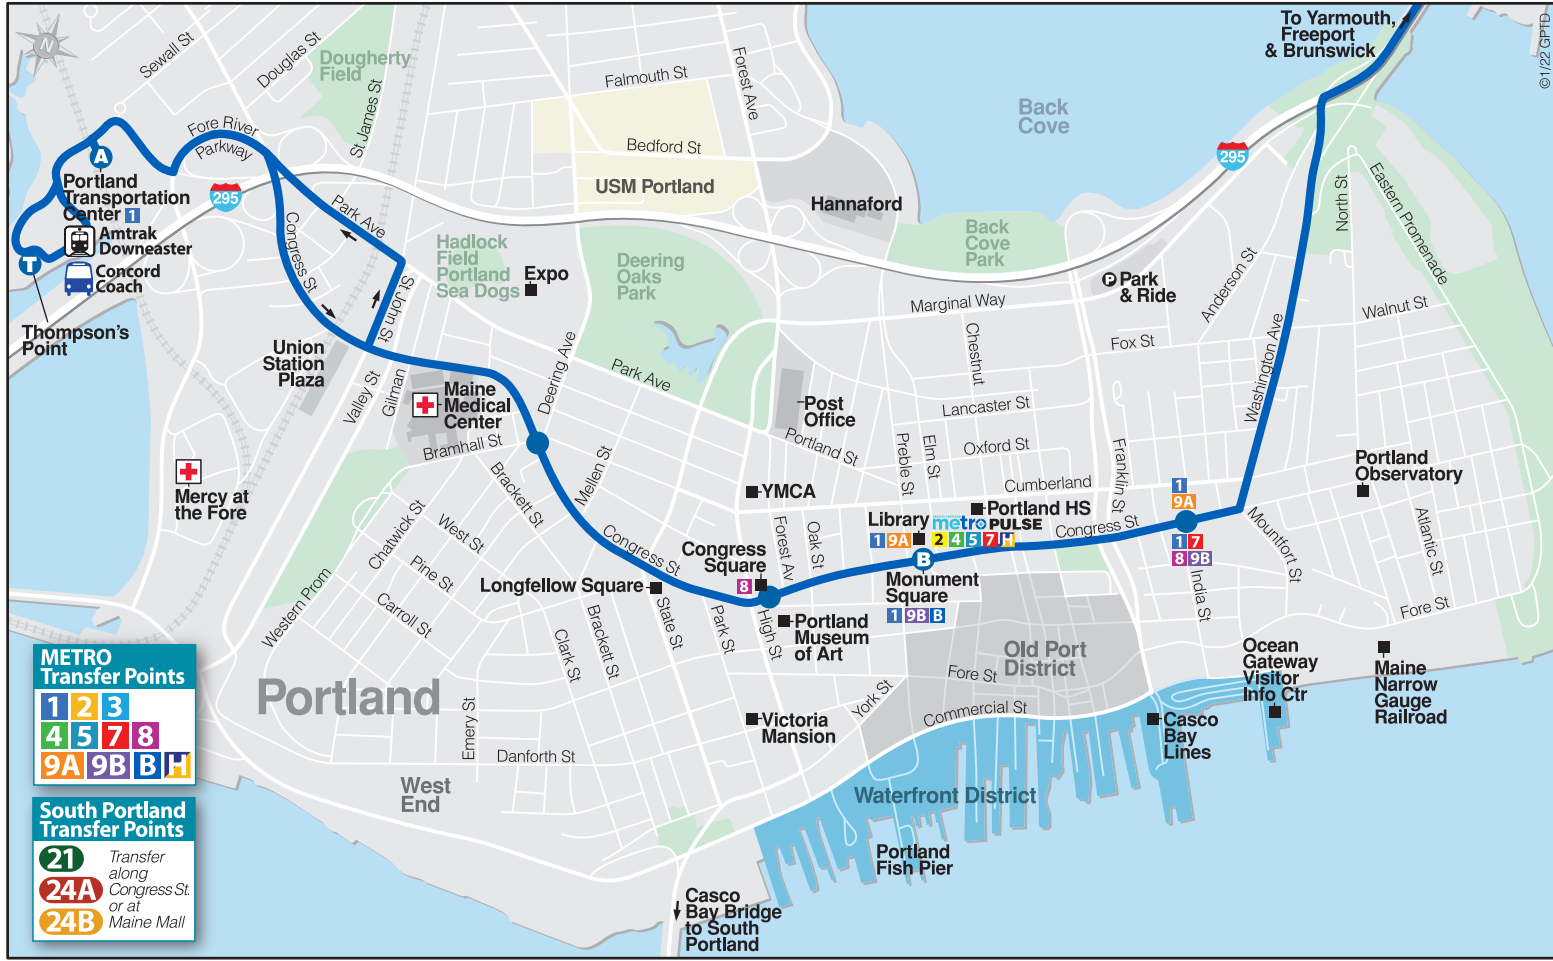 To Yarmouth,
Freeport
& Brunswick
©1/22 GPTD
N
Sewall St
Douglas St
Dougherty
Field
St James St
Falmouth St
Forest Ave
Back
Cove
Fore River
Parkway
Bedford St
USM Portland
295
295
A
Portland
Transportation
Center 1
Amtrak
Downeaster
Concord
Coach
T
Thompson's
Point
Park Ave
Congress St
St John St
Hadlock
Field
Portland
Sea Dogs
Expo
Deering
Oaks
Park
Hannaford
Back
Cove
Park
P Park
& Ride
Marginal Way
Anderson St
North St
Eastern Promenade
Walnut St
Fox St
Washington Ave
Chestnut
Lancaster St
Oxford St
Cumberland
Union
Station
Plaza
Valley St
Gilman
Maine
Medical
Center
Deering Ave
Park Ave
Post
Office
Portland St
Preble St
Elm St
Franklin St
Bramhall St
Brackett St
Mellen St
Mercy at
the Fore
YMCA
Portland
Observatory
Portland HS
Library
metro PULSE
1 9A
2 4 5 7 H
Congress St
1
9A
1 7
8 9B
Mountfort St
Atlantic St
India St
Fore St
B
Monument
Square
1 9B B
Forest Av
Oak St
Congress
Square
8
Congress St
Longfellow Square
Chatwick St
West St
Pine St
Carroll St
Western Prom
State St
Park St
High St
Portland
Museum
of Art
Brackett St
Clark St
Old Port
District
Fore St
Commercial St
York St
Ocean
Gateway
Visitor
Info Ctr
Maine
Narrow
Gauge
Railroad
Casco
Bay
Lines
Portland
Victoria
Mansion
Emery St
Danforth St
West
End
Waterfront District
Portland
Fish Pier
Casco
Bay Bridge
to South
Portland
METRO
Transfer Points
1 2 3
4 5 7 8
9A 9B B H
South Portland
Transfer Points
21
24A
24B
Transfer
along
Congress St.
or at
Maine Mall